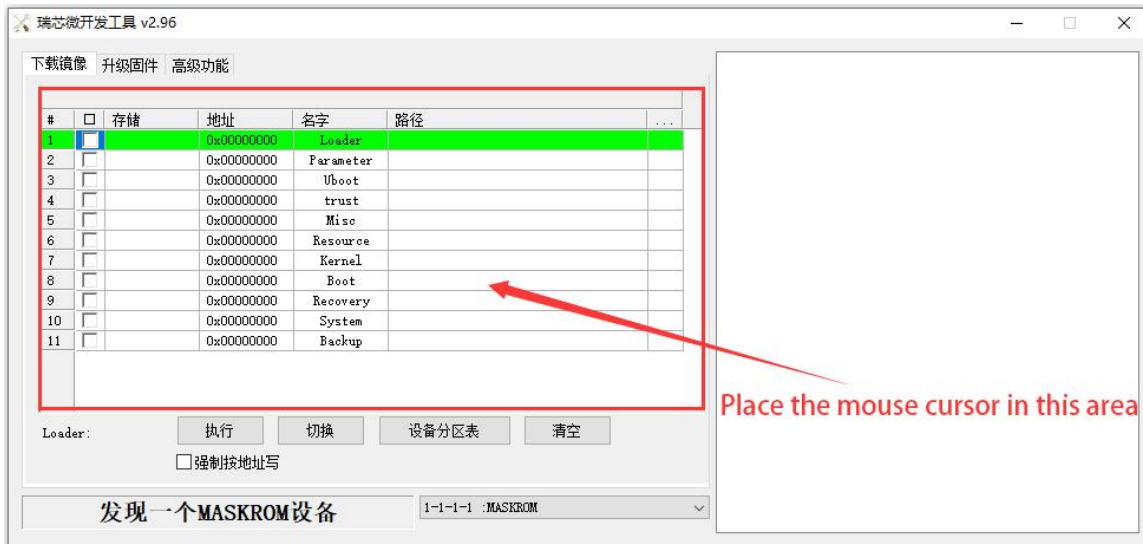 瑞芯微开发工具 v2.96
下载镜像 升级固件 高级功能
# 存储 地址 名字 路径 ...
1 0x00000000 Loader
2 0x00000000 Parameter
3 0x00000000 Uboot
4 0x00000000 trust
5 0x00000000 Misc
6 0x00000000 Resource
7 0x00000000 Kernel
8 0x00000000 Boot
9 0x00000000 Recovery
10 0x00000000 System
11 0x00000000 Backup
Place the mouse cursor in this area
Loader: 执行 切换 设备分区表 清空
强制按地址写
发现一个MASKROM设备 1-1-1-1 :MASKROM